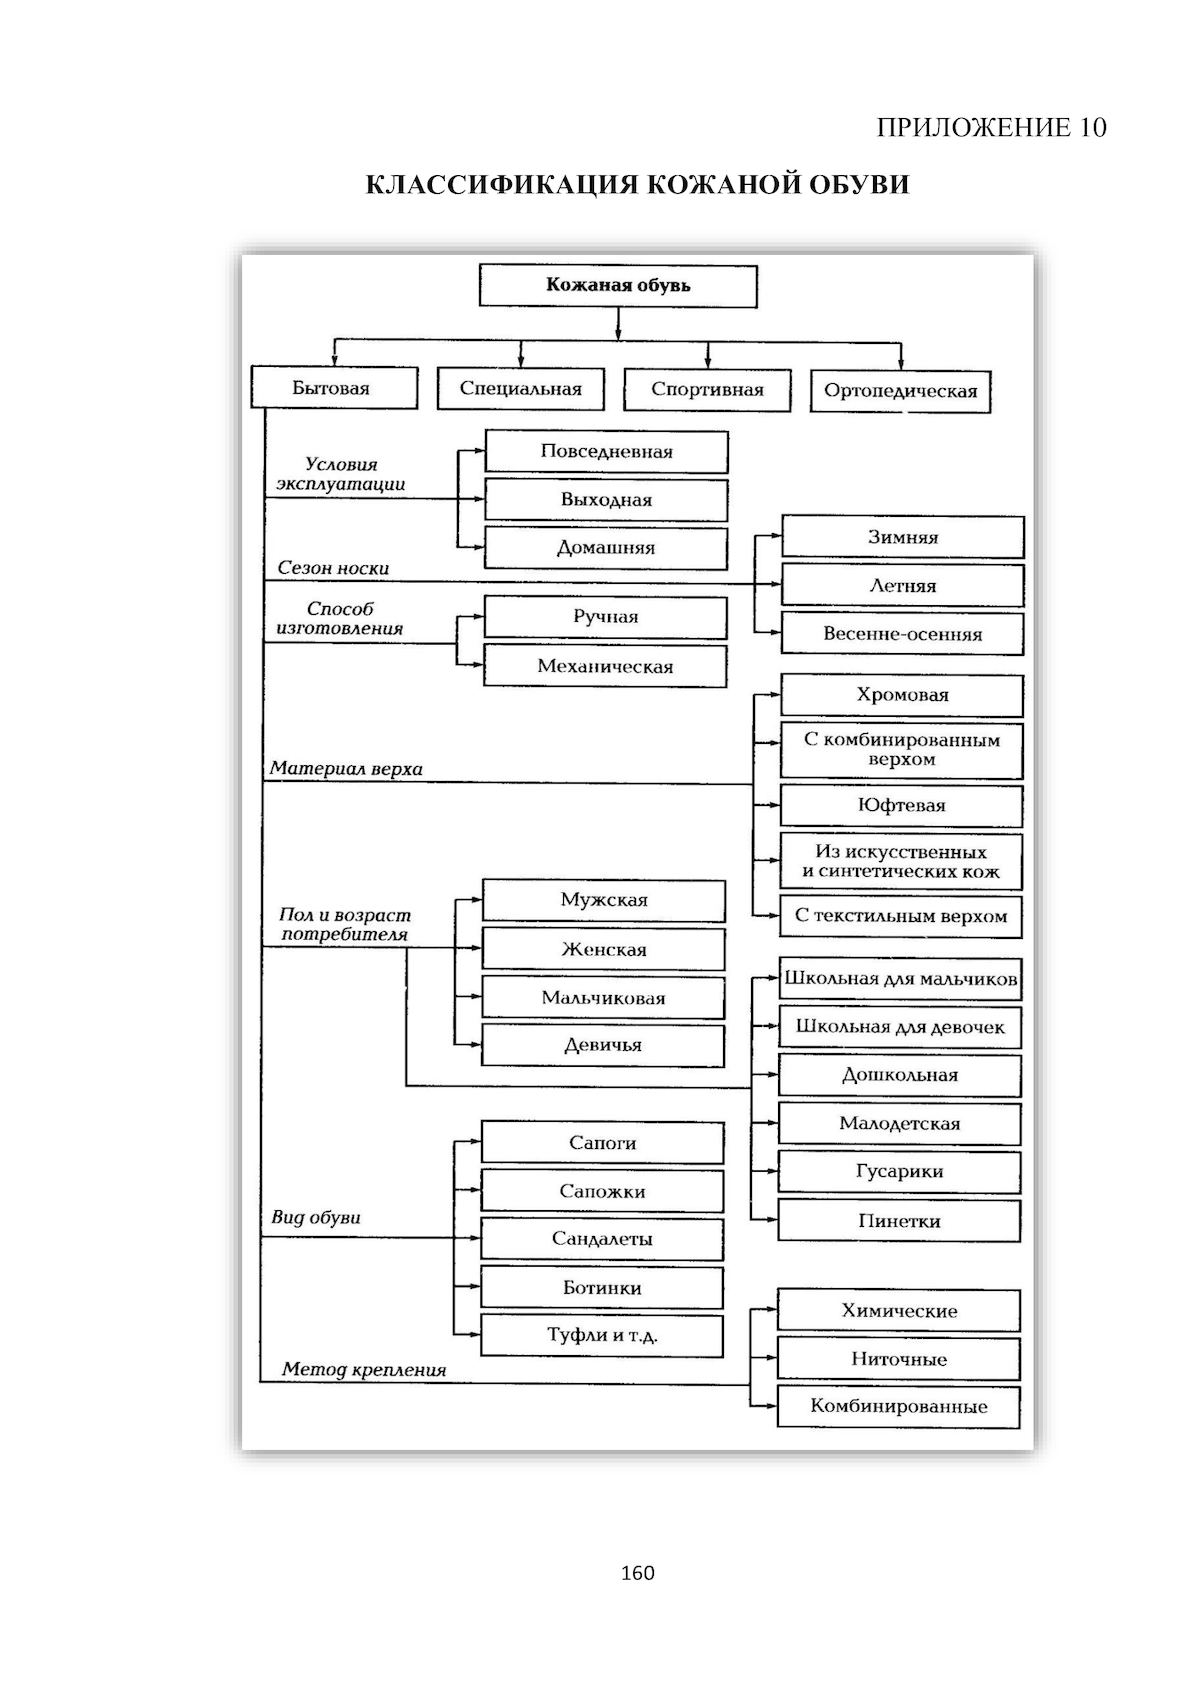 ПРИЛОЖЕНИЕ 10
КЛАССИФИКАЦИЯ КОЖАНОЙ ОБУВИ
Кожаная обувь
Бытовая
Специальная
Спортивная
Ортопедическая
Условия
эксплуатации
Повседневная
Выходная
Домашняя
Сезон носки
Зимняя
Летняя
Весенне-осенняя
Способ
изготовления
Ручная
Механическая
Материал верха
Хромовая
С комбинированным
верхом
Юфтевая
Из искусственных
и синтетических кож
С текстильным верхом
Пол и возраст
потребителя
Мужская
Женская
Мальчиковая
Девичья
Школьная для мальчиков
Школьная для девочек
Дошкольная
Малодетская
Гусарики
Пинетки
Вид обуви
Сапоги
Сапожки
Сандалеты
Ботинки
Туфли и т.д.
Метод крепления
Химические
Ниточные
Комбинированные
160